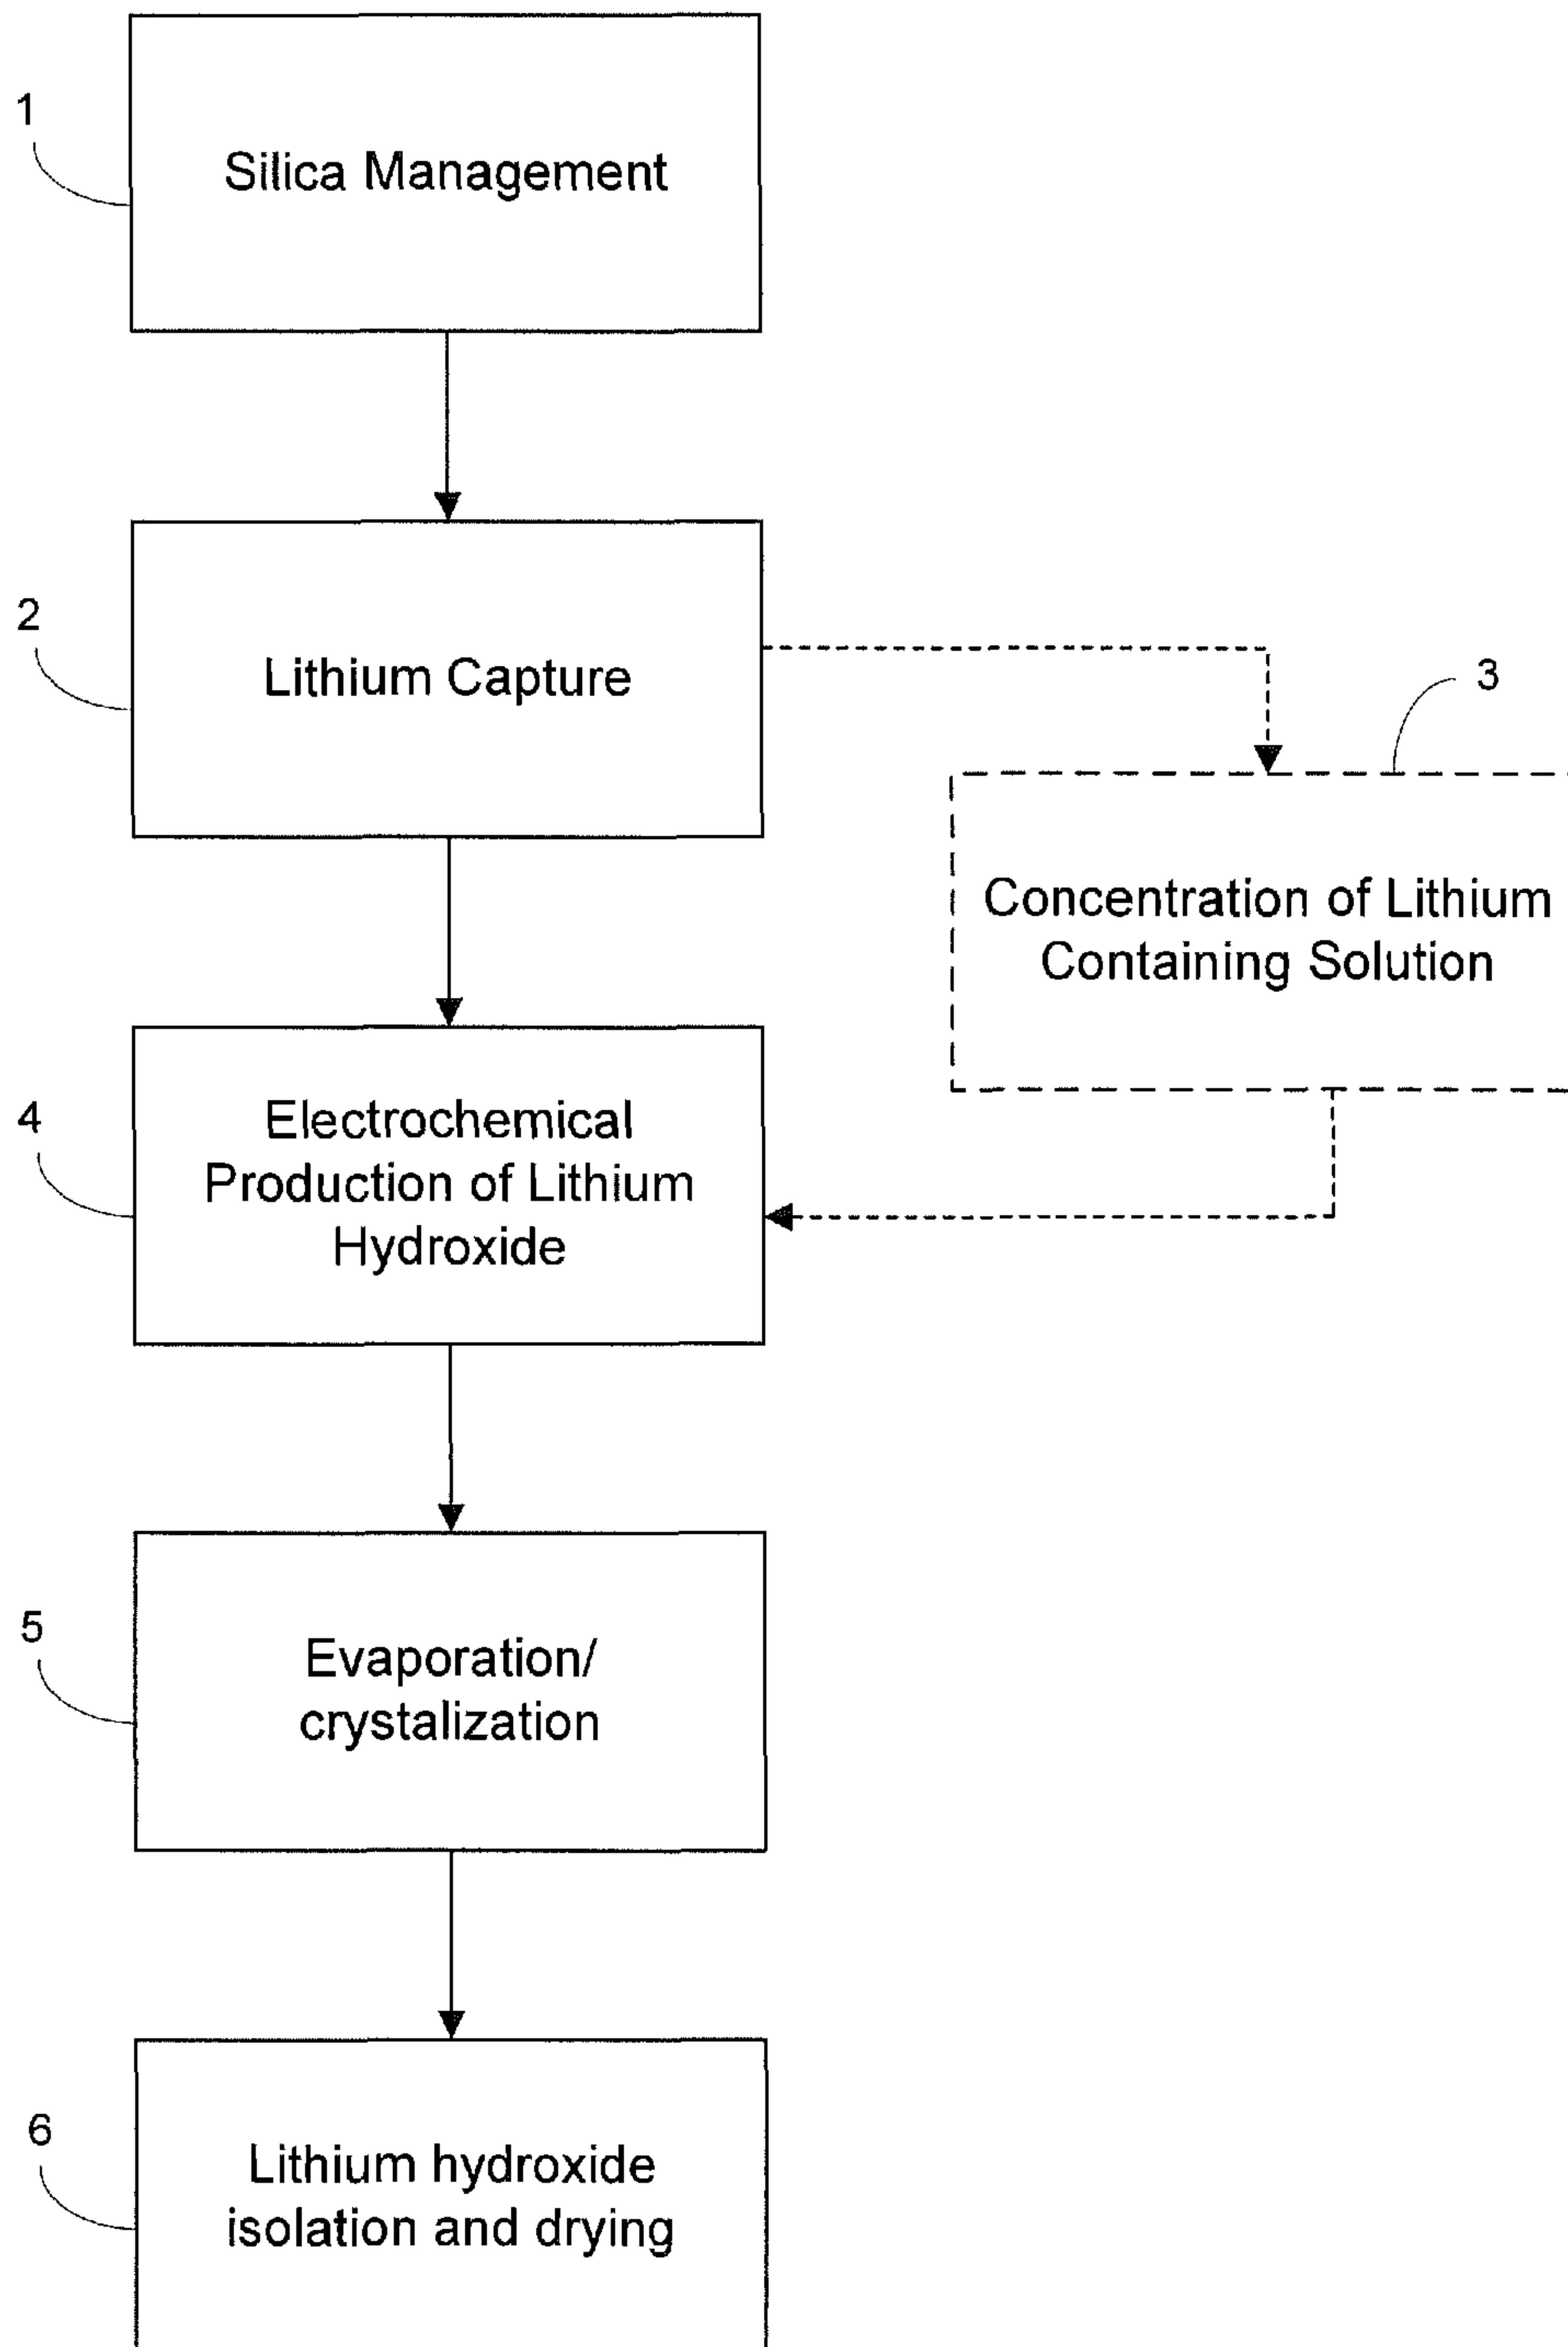 1
Silica Management
2
Lithium Capture
3
Concentration of Lithium
Containing Solution
4
Electrochemical
Production of Lithium
Hydroxide
5
Evaporation/
crystalization
6
Lithium hydroxide
isolation and drying